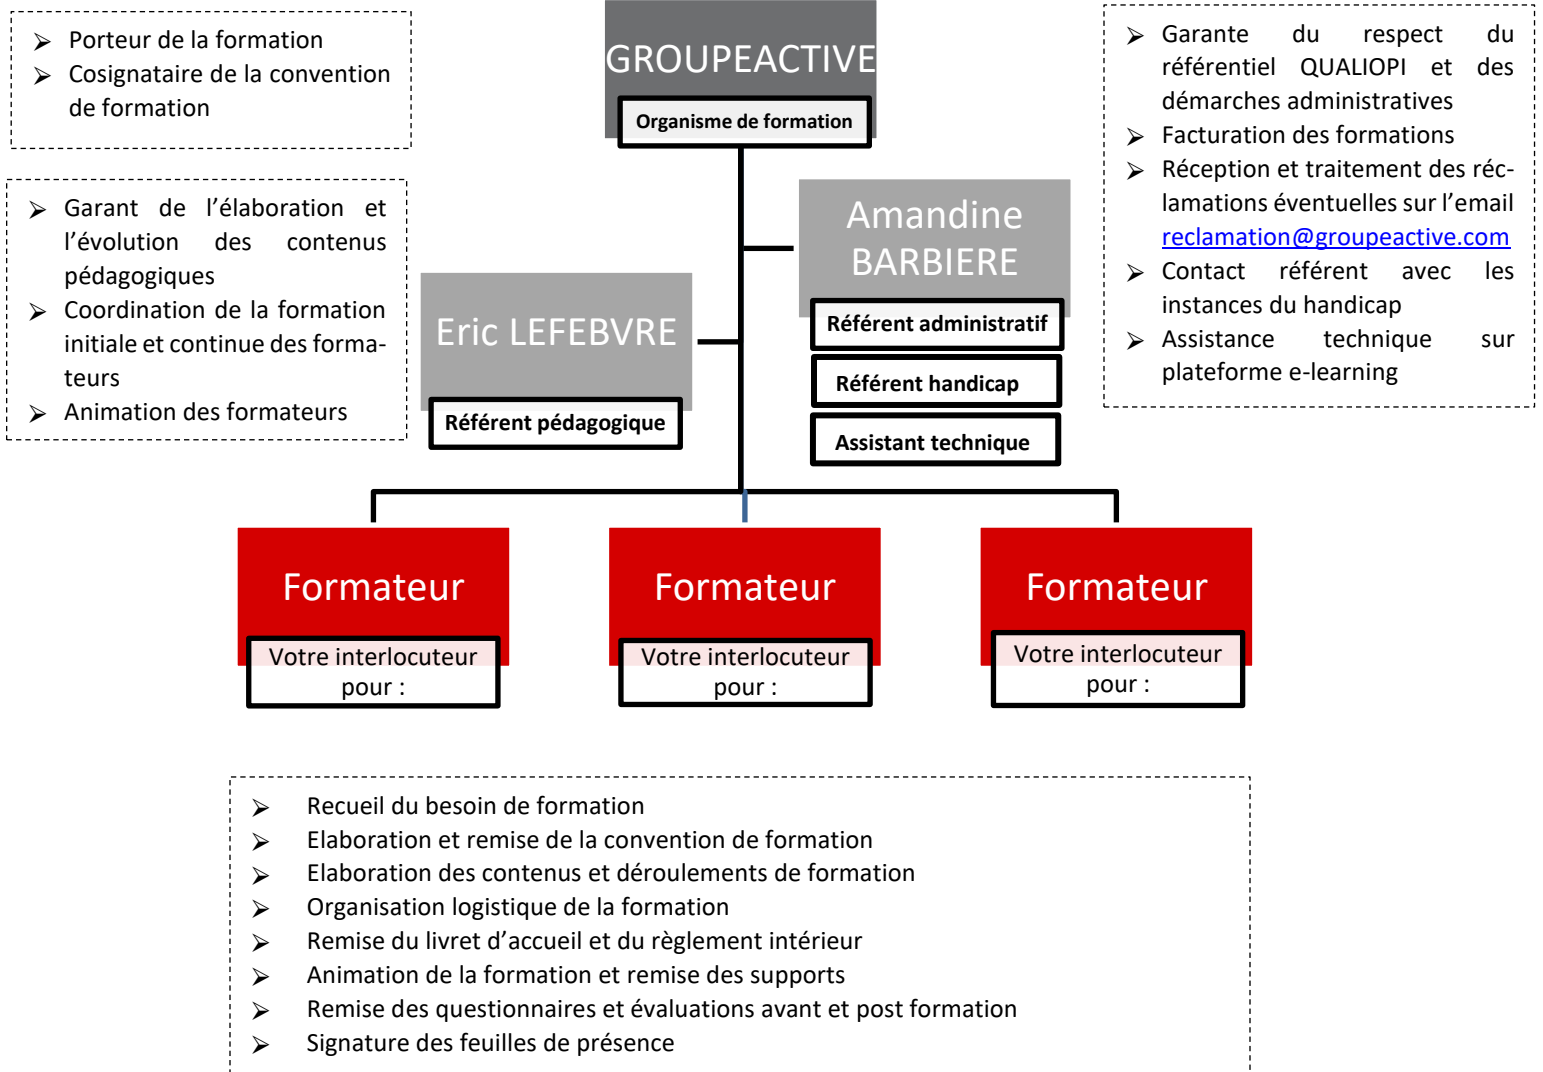 ➢ Porteur de la formation
➢ Cosignataire de la convention
de formation
GROUPEACTIVE
Organisme de formation
➢ Garante du respect du
référentiel QUALIOPI et des
démarches administratives
➢ Facturation des formations
➢ Réception et traitement des réc-
lamations éventuelles sur l’email
reclamation@groupeactive.com
➢ Contact référent avec les
instances du handicap
➢ Assistance technique sur
plateforme e-learning
➢ Garant de l’élaboration et
l’évolution des contenus
pédagogiques
➢ Coordination de la formation
initiale et continue des forma-
teurs
➢ Animation des formateurs
Eric LEFEBVRE
Référent pédagogique
Amandine
BARBIERE
Référent administratif
Référent handicap
Assistant technique
Formateur
Votre interlocuteur
pour :
Formateur
Votre interlocuteur
pour :
Formateur
Votre interlocuteur
pour :
➢ Recueil du besoin de formation
➢ Elaboration et remise de la convention de formation
➢ Elaboration des contenus et déroulements de formation
➢ Organisation logistique de la formation
➢ Remise du livret d’accueil et du règlement intérieur
➢ Animation de la formation et remise des supports
➢ Remise des questionnaires et évaluations avant et post formation
➢ Signature des feuilles de présence